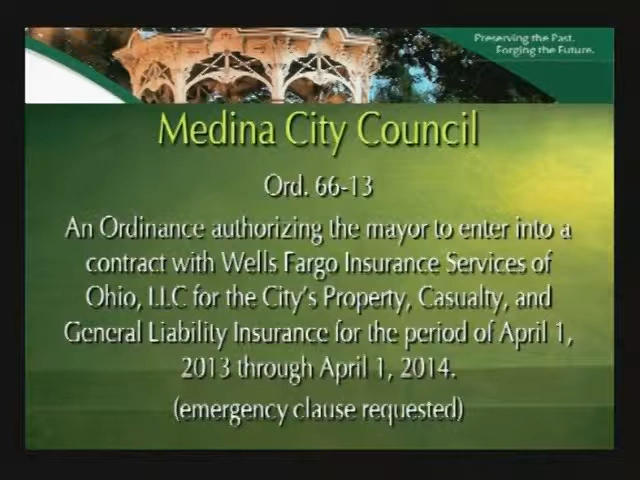 Preserving the Past.
Forging the Future.
Medina City Council
Ord. 66-13
An Ordinance authorizing the mayor to enter into a
contract with Wells Fargo Insurance Services of
Ohio, LLC for the City's Property, Casualty, and
General Liability Insurance for the period of April 1,
2013 through April 1, 2014.
(emergency clause requested)